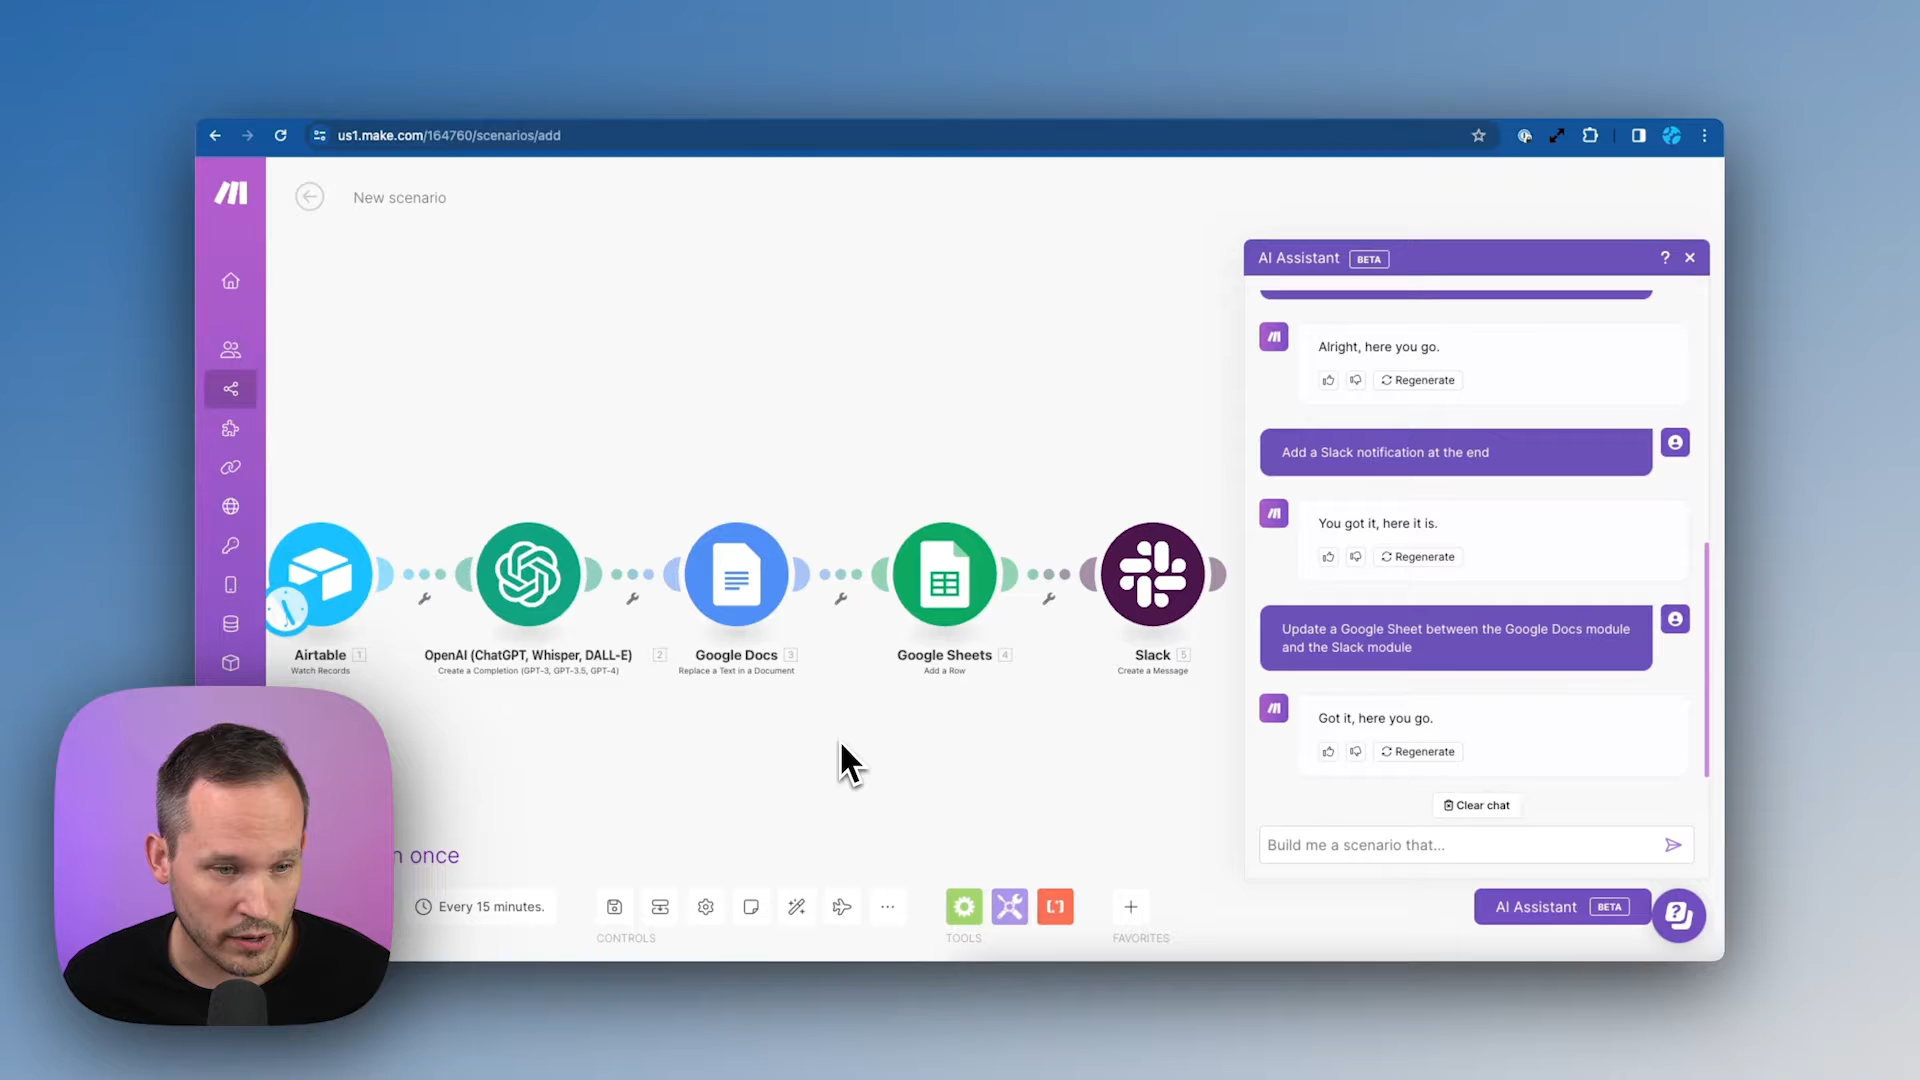 us1.make.com/164760/scenarios/add
New scenario
AI Assistant BETA ?
Alright, here you go.
Regenerate
Add a Slack notification at the end
You got it, here it is.
Regenerate
Update a Google Sheet between the Google Docs module
and the Slack module
Got it, here you go.
Regenerate
Clear chat
Build me a scenario that...
Airtable 1
Watch Records
OpenAI (ChatGPT, Whisper, DALL-E) 2
Create a Completion (GPT-3, GPT-3.5, GPT-4)
Google Docs 3
Replace a Text in a Document
Google Sheets 4
Add a Row
Slack 5
Create a Message
n once
Every 15 minutes.
CONTROLS
TOOLS
FAVORITES
AI Assistant BETA